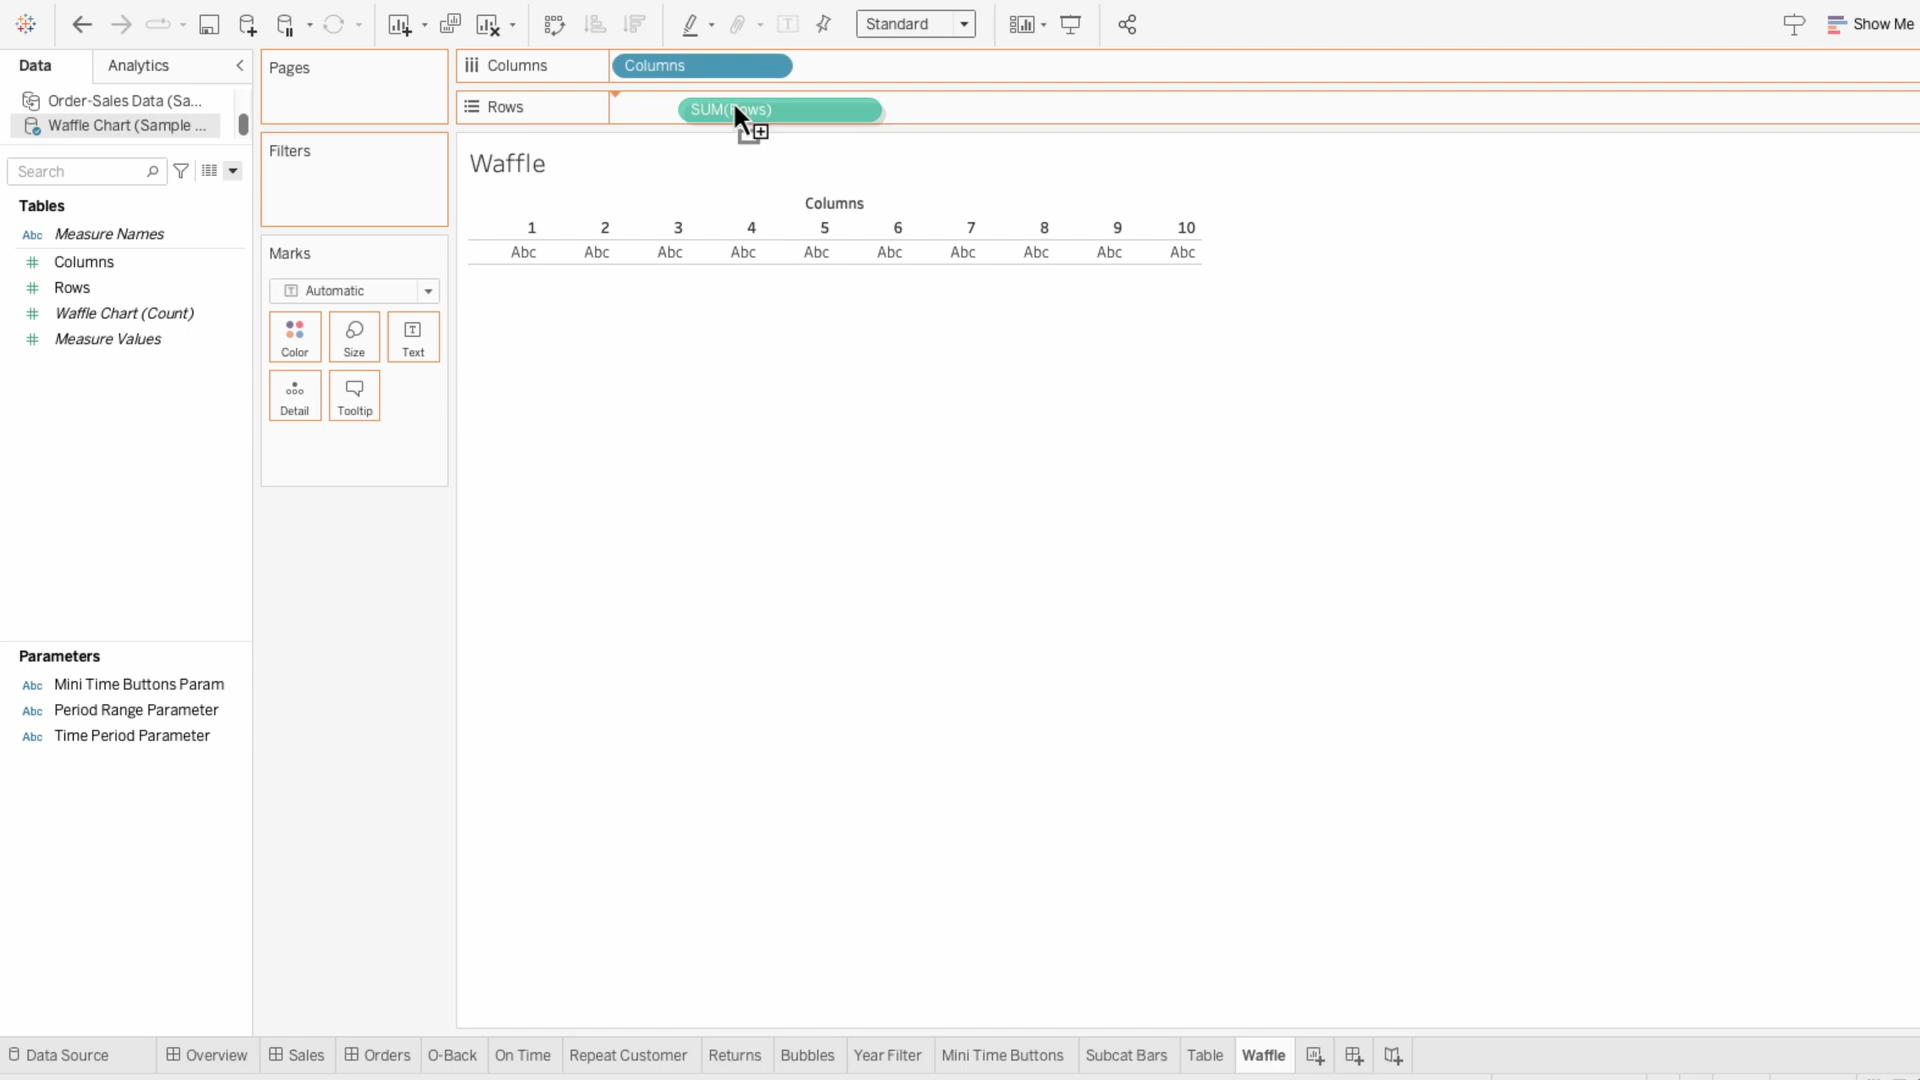 Standard
Show Me
Data
Analytics
Pages
Columns
Columns
Order-Sales Data (Sa...
Waffle Chart (Sample ...
Rows
SUM(Rows)
Search
Filters
Waffle
Tables
Abc Measure Names
Columns
Rows
Waffle Chart (Count)
Measure Values
Marks
Automatic
Color
Size
Text
Detail
Tooltip
Columns
1 2 3 4 5 6 7 8 9 10
Abc Abc Abc Abc Abc Abc Abc Abc Abc Abc
Parameters
Abc Mini Time Buttons Param
Abc Period Range Parameter
Abc Time Period Parameter
Data Source Overview Sales Orders O-Back On Time Repeat Customer Returns Bubbles Year Filter Mini Time Buttons Subcat Bars Table Waffle